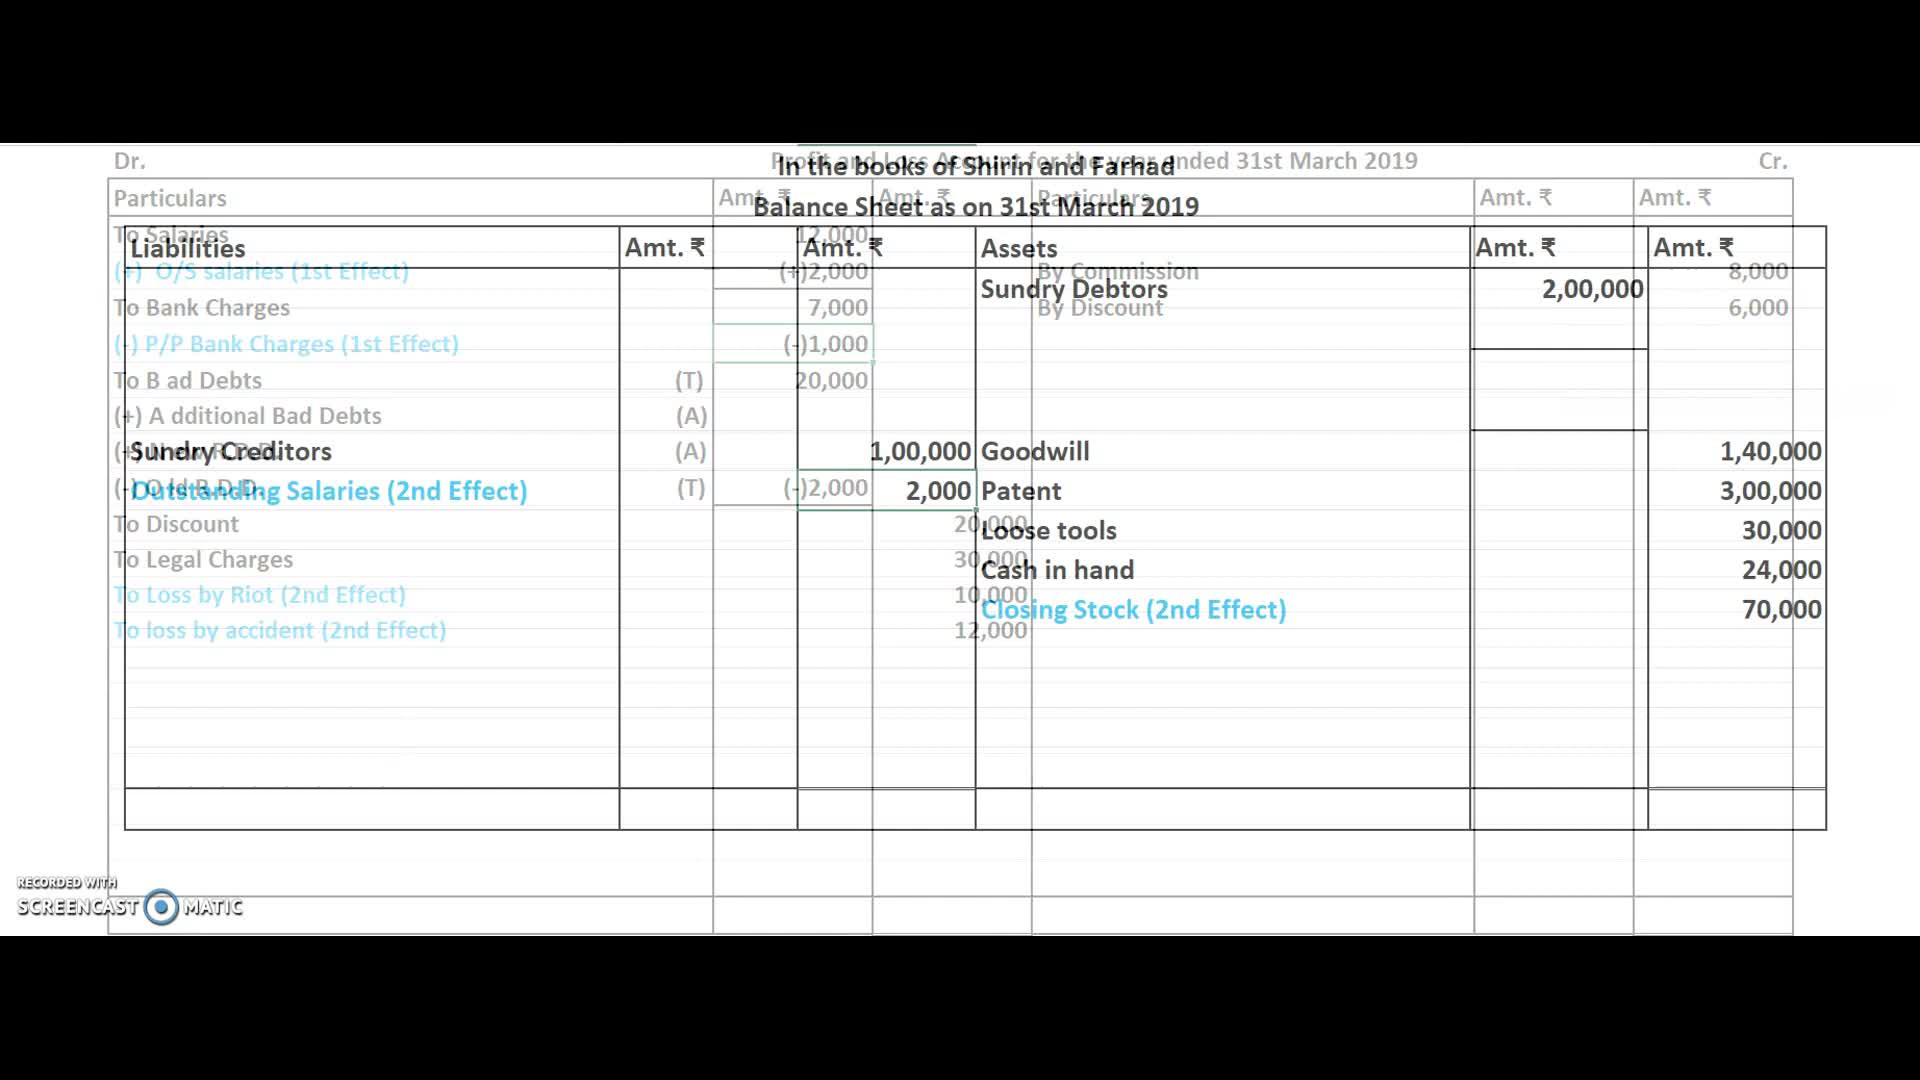 Dr. Profit and Loss Account for the year ended 31st March 2019 Cr.
Particulars Amt. ₹ Amt. ₹ Particulars Amt. ₹ Amt. ₹
To Salaries 12,000
(+) O/S salaries (1st Effect) (+)2,000 By Commission 8,000
To Bank Charges 7,000 By Discount 6,000
(-) P/P Bank Charges (1st Effect) (-)1,000
To B ad Debts (T) 20,000
(+) A dditional Bad Debts (A)
(A)
(T) (-)2,000
To Discount 20,000
To Legal Charges 30,000
To Loss by Riot (2nd Effect) 10,000
To loss by accident (2nd Effect) 12,000
In the books of Shirin and Farhad
Balance Sheet as on 31st March 2019
Liabilities Amt. ₹ Amt. ₹ Assets Amt. ₹ Amt. ₹
Sundry Debtors 2,00,000
Sundry Creditors 1,00,000 Goodwill 1,40,000
Outstanding Salaries (2nd Effect) 2,000 Patent 3,00,000
Loose tools 30,000
Cash in hand 24,000
Closing Stock (2nd Effect) 70,000
RECORDED WITH
SCREENCAST MATIC